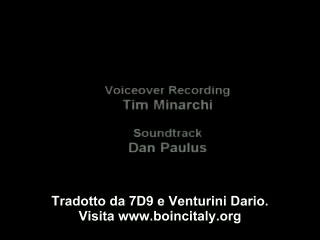 Voiceover Recording
Tim Minarchi
Soundtrack
Dan Paulus
Tradotto da 7D9 e Venturini Dario.
Visita www.boincitaly.org